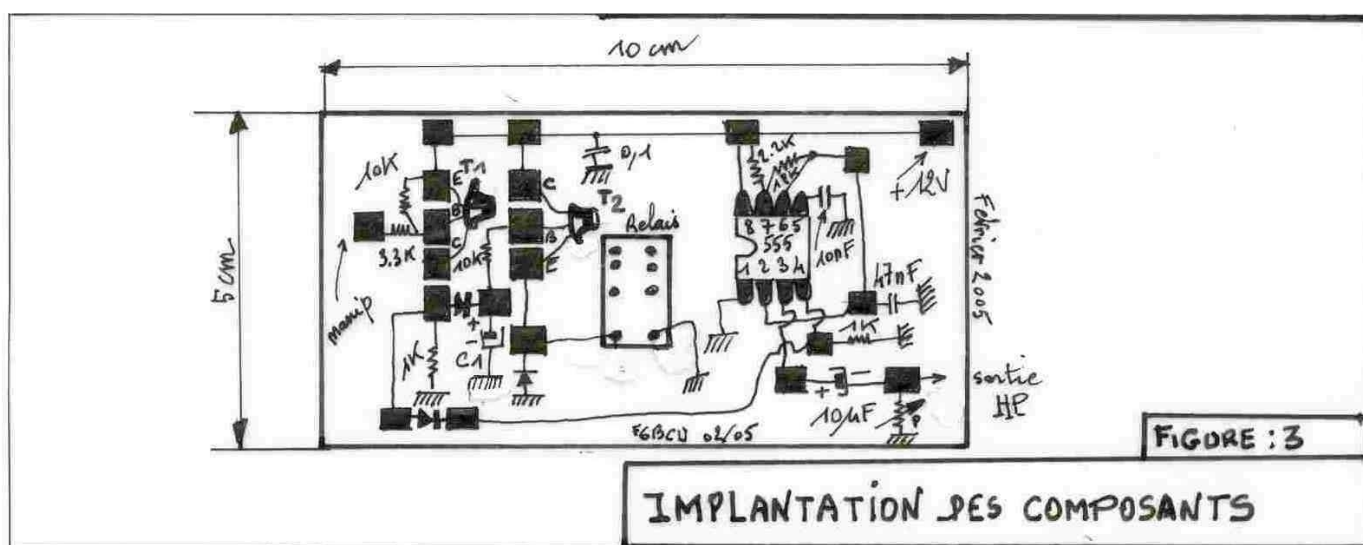 10 cm
5cm
10K
E
T1
B
3.3K
C
manip
1K
10K
+
-
C1
C
T2
B
E
0,1
Relais
2.2K
18K
8 7 6 5
555
1 2 3 4
10nF
+12V
Février 2005
47nF
1K
+
-
10µF
P
sortie
HP
F6BCU 02/05
FIGURE : 3
IMPLANTATION DES COMPOSANTS